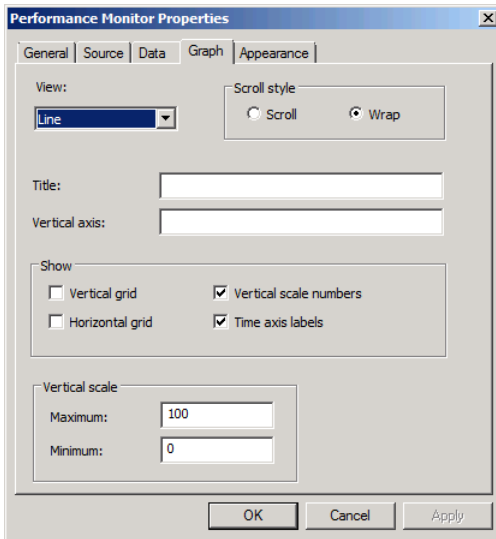 Performance Monitor Properties
General Source Data Graph Appearance
View:
Line
Scroll style
Scroll Wrap
Title:
Vertical axis:
Show
Vertical grid Vertical scale numbers
Horizontal grid Time axis labels
Vertical scale
Maximum: 100
Minimum: 0
OK Cancel Apply